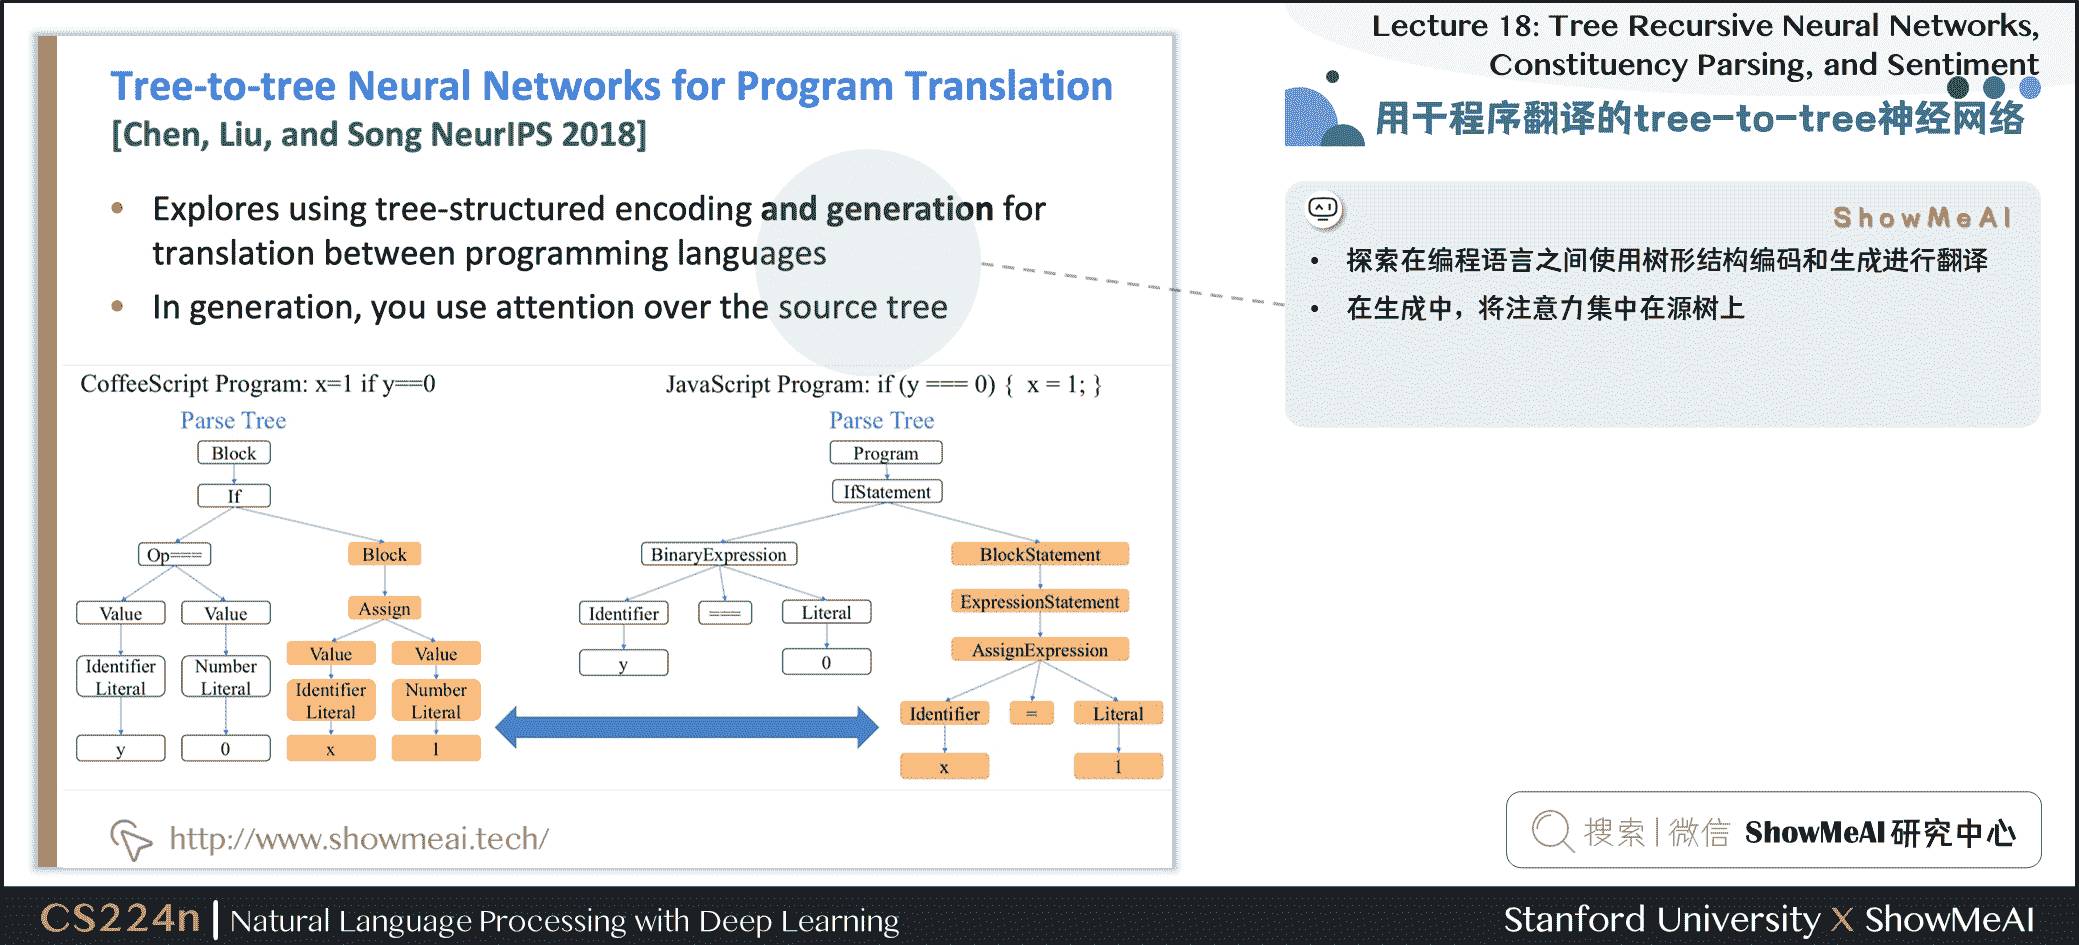 Lecture 18: Tree Recursive Neural Networks,
Constituency Parsing, and Sentiment
用于程序翻译的tree-to-tree神经网络
Tree-to-tree Neural Networks for Program Translation
[Chen, Liu, and Song NeurIPS 2018]
• Explores using tree-structured encoding and generation for
translation between programming languages
• In generation, you use attention over the source tree
ShowMeAI
• 探索在编程语言之间使用树形结构编码和生成进行翻译
• 在生成中，将注意力集中在源树上
CoffeeScript Program: x=1 if y==0
Parse Tree
Block
If
Op===
Block
Assign
Value
Value
Value
Value
Identifier
Literal
Number
Literal
Identifier
Literal
Number
Literal
y
0
x
1
JavaScript Program: if (y === 0) { x = 1; }
Parse Tree
Program
IfStatement
BinaryExpression
BlockStatement
Identifier
===
Literal
ExpressionStatement
y
0
AssignExpression
Identifier
=
Literal
x
1
http://www.showmeai.tech/
搜索|微信 ShowMeAI研究中心
CS224n | Natural Language Processing with Deep Learning
Stanford University X ShowMeAI